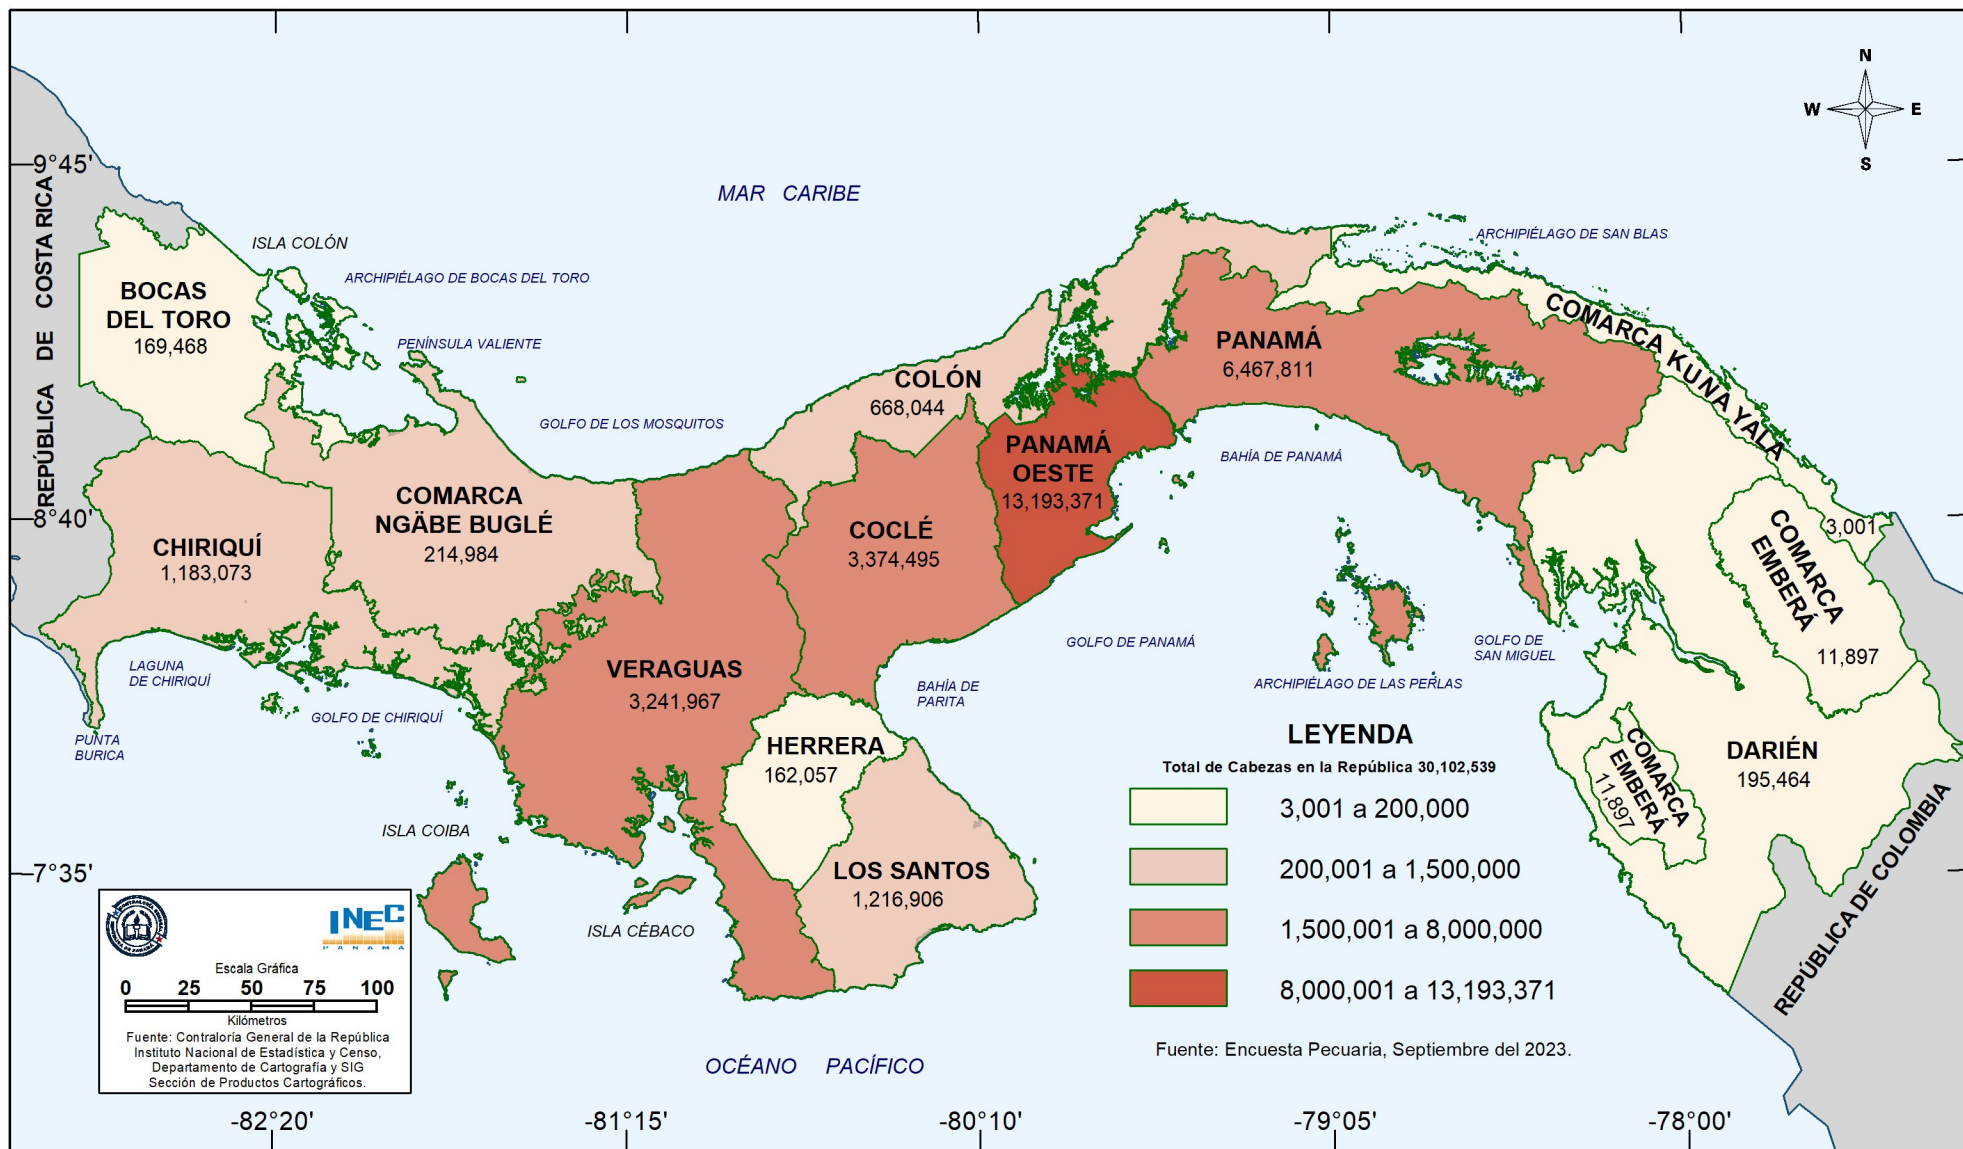 N
W E
S
9°45'
8°40'
7°35'
REPÚBLICA DE COSTA RICA
MAR CARIBE
ISLA COLÓN
ARCHIPIÉLAGO DE BOCAS DEL TORO
ARCHIPIÉLAGO DE SAN BLAS
BOCAS
DEL TORO
169,468
PENÍNSULA VALIENTE
GOLFO DE LOS MOSQUITOS
COLÓN
668,044
PANAMÁ
6,467,811
COMARCA KUNA YALA
3,001
PANAMÁ
OESTE
13,193,371
BAHÍA DE PANAMÁ
COMARCA
NGÄBE BUGLÉ
214,984
CHIRIQUÍ
1,183,073
COCLÉ
3,374,495
COMARCA
EMBERÁ
11,897
LAGUNA
DE CHIRIQUÍ
VERAGUAS
3,241,967
GOLFO DE PANAMÁ
GOLFO DE
SAN MIGUEL
BAHÍA DE
PARITA
ARCHIPIÉLAGO DE LAS PERLAS
GOLFO DE CHIRIQUÍ
PUNTA
BURICA
HERRERA
162,057
COMARCA
EMBERÁ
11,897
DARIÉN
195,464
ISLA COIBA
LOS SANTOS
1,216,906
ISLA CÉBACO
REPÚBLICA DE COLOMBIA
OCÉANO PACÍFICO
LEYENDA
Total de Cabezas en la República 30,102,539
3,001 a 200,000
200,001 a 1,500,000
1,500,001 a 8,000,000
8,000,001 a 13,193,371
Fuente: Encuesta Pecuaria, Septiembre del 2023.
INEC
PANAMÁ
Escala Gráfica
0 25 50 75 100
Kilómetros
Fuente: Contraloría General de la República
Instituto Nacional de Estadística y Censo,
Departamento de Cartografía y SIG
Sección de Productos Cartográficos.
-82°20' -81°15' -80°10' -79°05' -78°00'